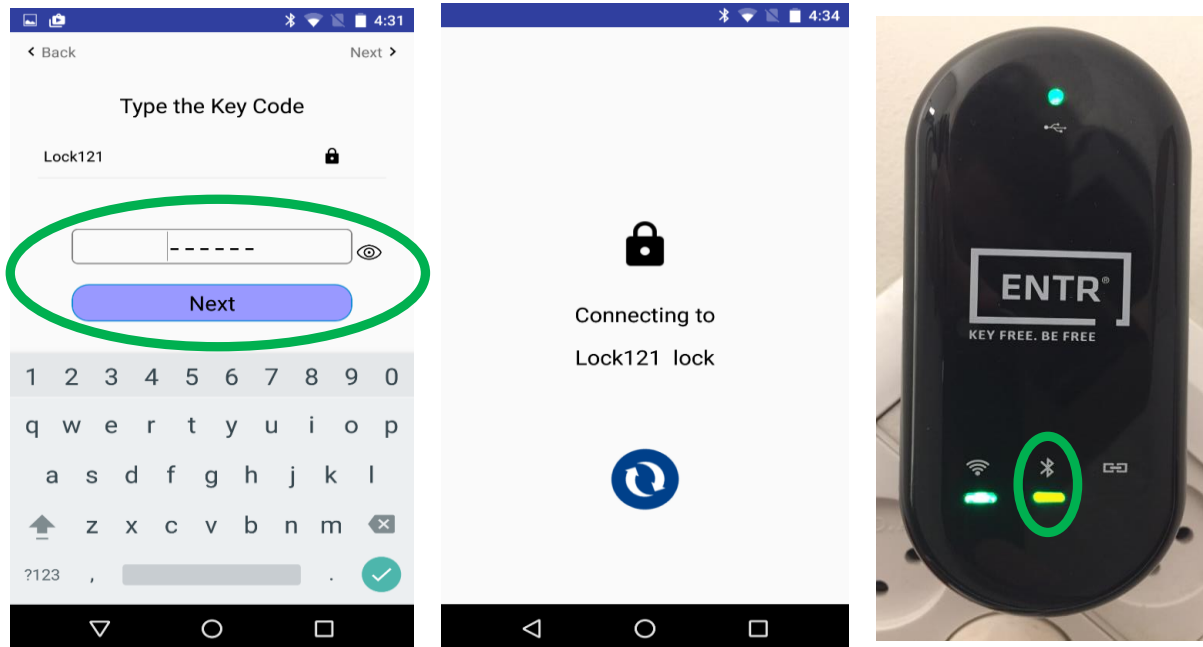 4:31
Back
Next
Type the Key Code
Lock121
------
Next
1 2 3 4 5 6 7 8 9 0
q w e r t y u i o p
a s d f g h j k l
z x c v b n m
?123 , .
4:34
Connecting to
Lock121 lock
ENTR®
KEY FREE. BE FREE